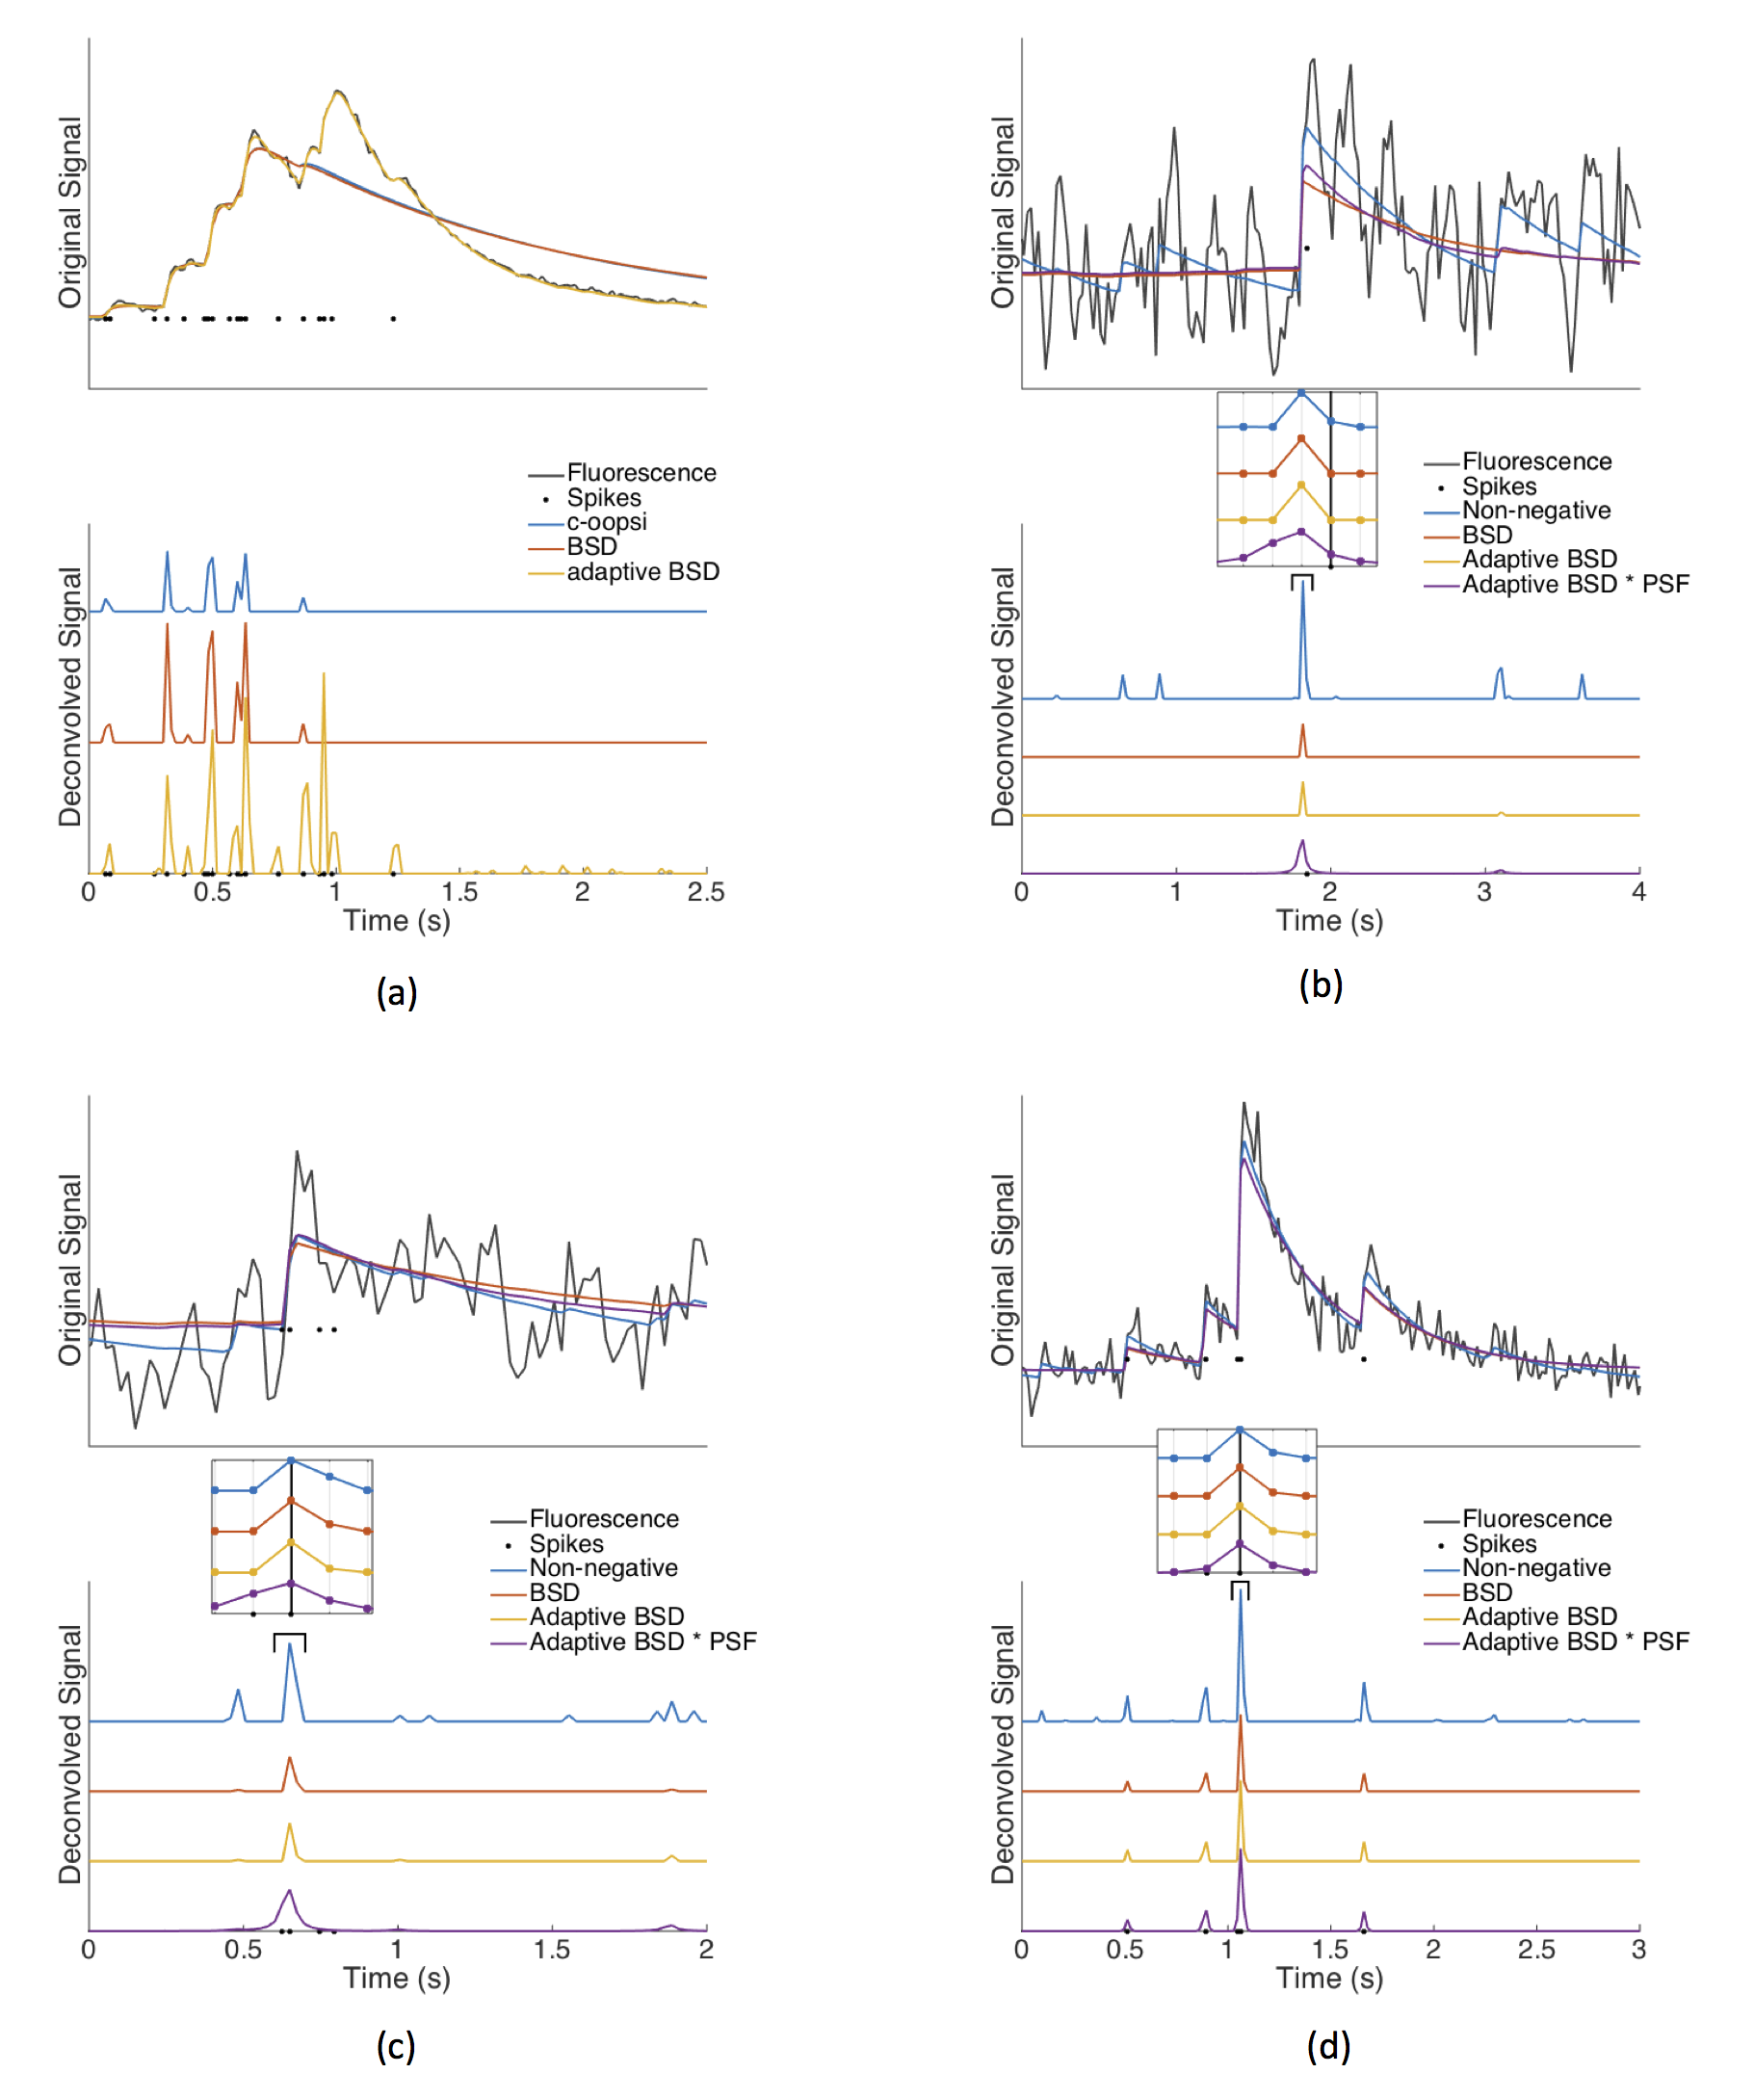 Original Signal
Fluorescence
Spikes
c-oopsi
BSD
adaptive BSD
Deconvolved Signal
0 0.5 1 1.5 2 2.5
Time (s)
(a)
Original Signal
Fluorescence
Spikes
Non-negative
BSD
Adaptive BSD
Adaptive BSD * PSF
Deconvolved Signal
0 1 2 3 4
Time (s)
(b)
Original Signal
Fluorescence
Spikes
Non-negative
BSD
Adaptive BSD
Adaptive BSD * PSF
Deconvolved Signal
0 0.5 1 1.5 2
Time (s)
(c)
Original Signal
Fluorescence
Spikes
Non-negative
BSD
Adaptive BSD
Adaptive BSD * PSF
Deconvolved Signal
0 0.5 1 1.5 2 2.5 3
Time (s)
(d)